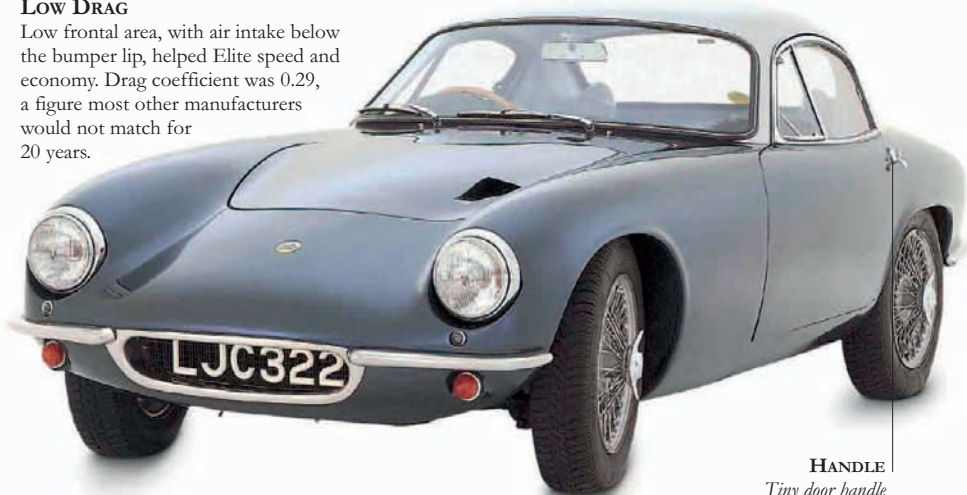 LOW DRAG
Low frontal area, with air intake below
the bumper lip, helped Elite speed and
economy. Drag coefficient was 0.29,
a figure most other manufacturers
would not match for
20 years.
LJC322
HANDLE
Tiny door handle